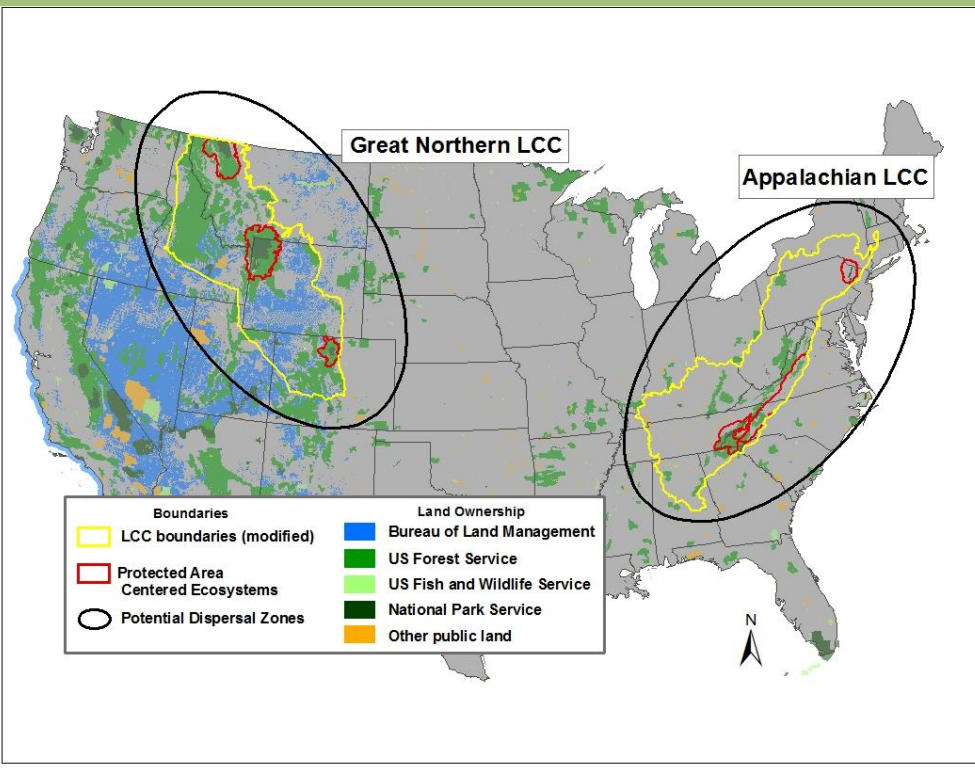 Great Northern LCC
Appalachian LCC
Boundaries
LCC boundaries (modified)
Protected Area
Centered Ecosystems
Potential Dispersal Zones
Land Ownership
Bureau of Land Management
US Forest Service
US Fish and Wildlife Service
National Park Service
Other public land
N